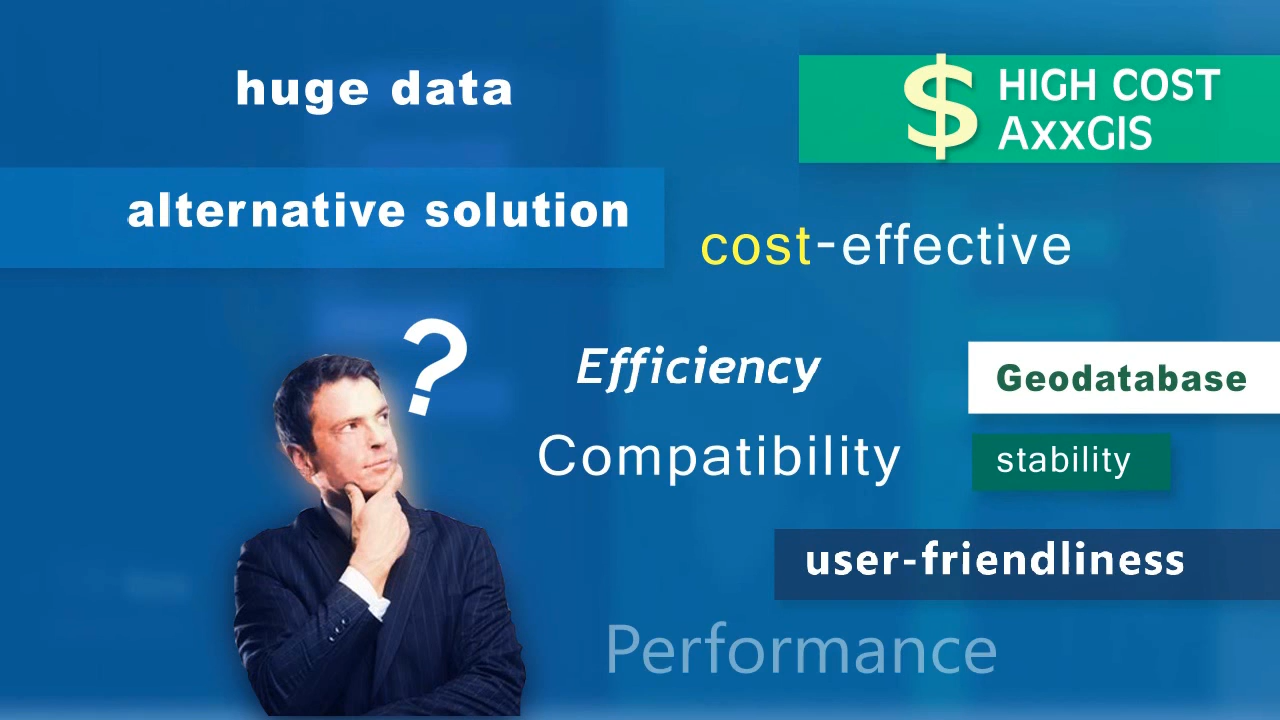 huge data
$ HIGH COST
AxxGIS
alternative solution
cost-effective
?
Efficiency
Geodatabase
Compatibility
stability
user-friendliness
Performance